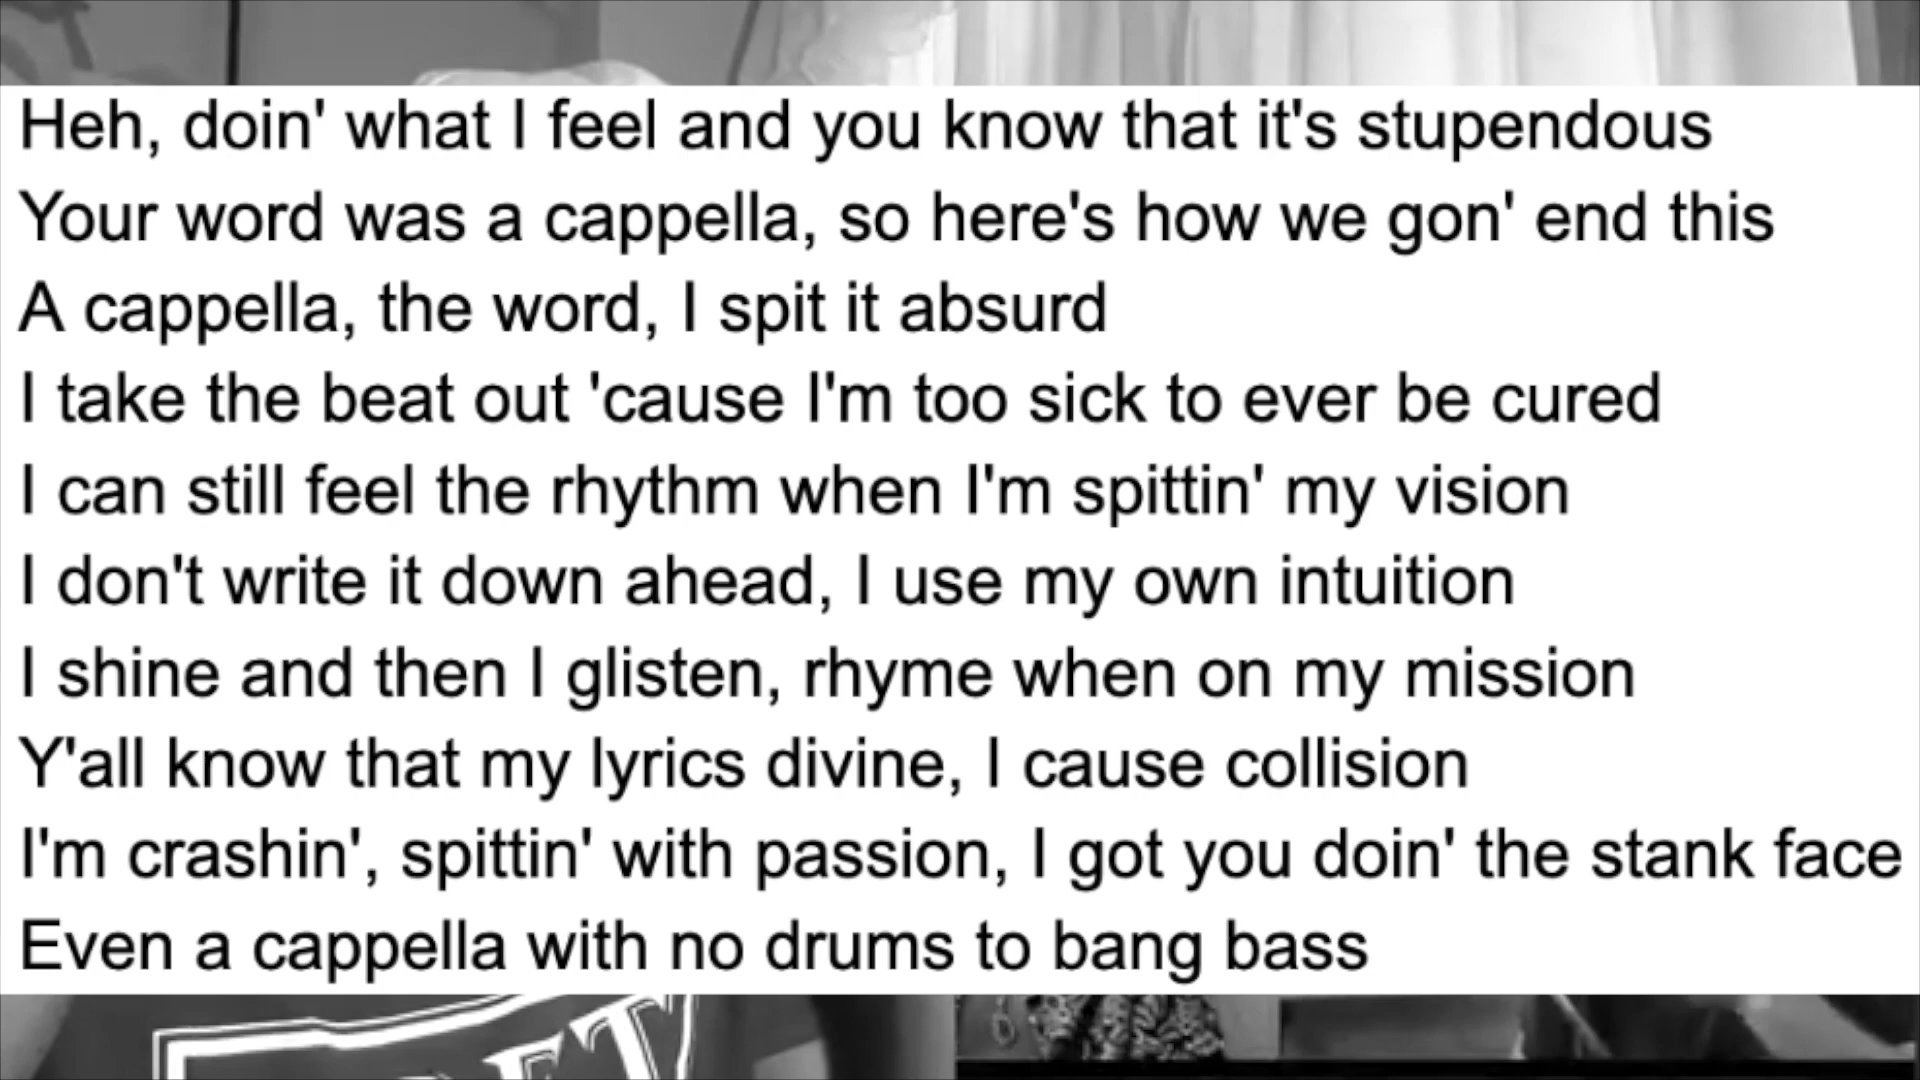 Heh, doin' what I feel and you know that it's stupendous
Your word was a cappella, so here's how we gon' end this
A cappella, the word, I spit it absurd
I take the beat out 'cause I'm too sick to ever be cured
I can still feel the rhythm when I'm spittin' my vision
I don't write it down ahead, I use my own intuition
I shine and then I glisten, rhyme when on my mission
Y'all know that my lyrics divine, I cause collision
I'm crashin', spittin' with passion, I got you doin' the stank face
Even a cappella with no drums to bang bass